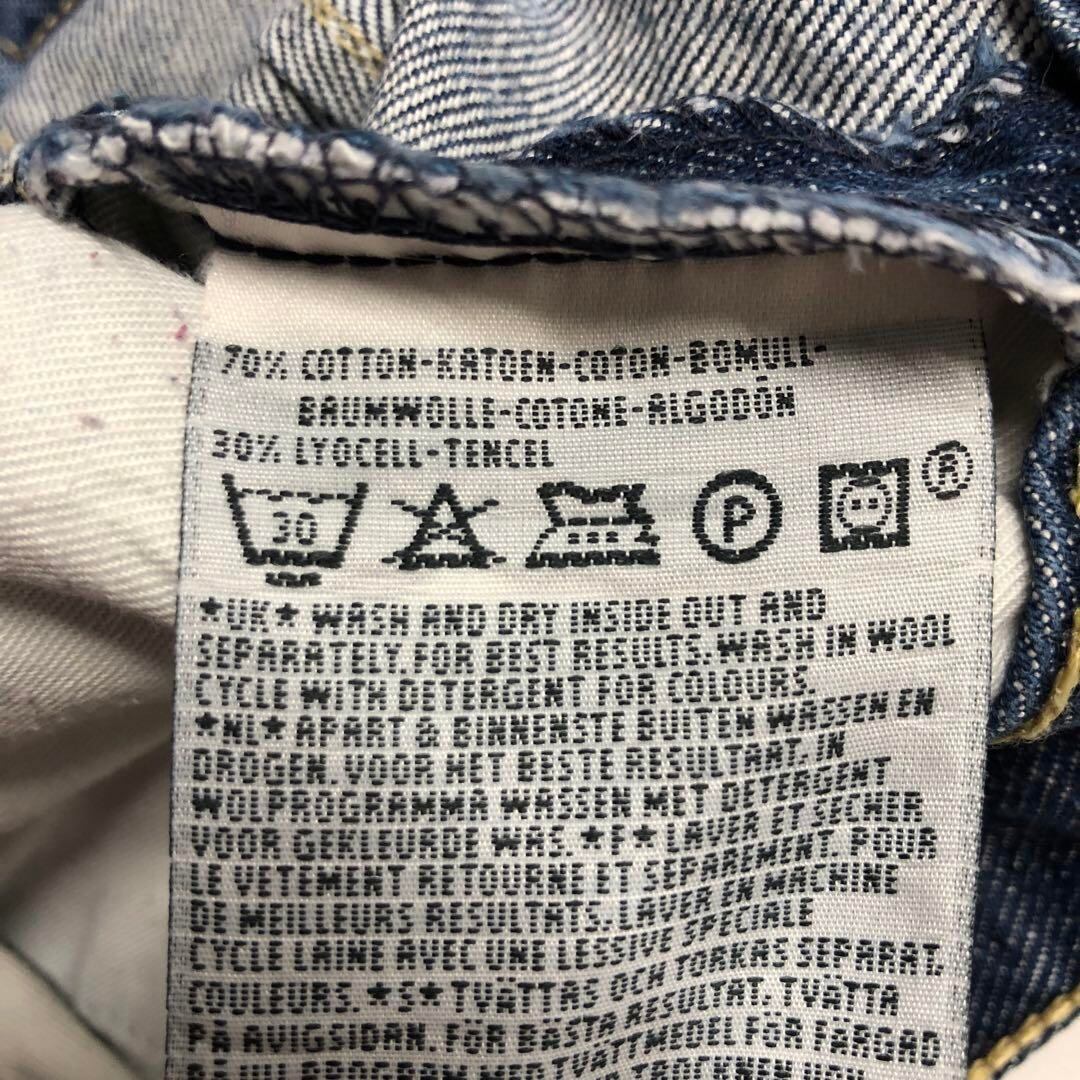 70% COTTON-KATOEN-COTON-BOMULL-
BAUMWOLLE-COTONE-ALGODÓN
30% LYOCELL-TENCEL
30 P ®
*UK* WASH AND DRY INSIDE OUT AND
SEPARATELY. FOR BEST RESULTS. WASH IN WOOL
CYCLE WITH DETERGENT FOR COLOURS.
*NL* APART & BINNENSTE BUITEN WASSEN EN
DROGEN. VOOR HET BESTE RESULTAAT. IN
WOLPROGRAMMA WASSEN MET DETERGENT
VOOR GEKLEURDE WAS. *F* LAVER ET SECHER
LE VETEMENT RETOURNE ET SEPAREMENT. POUR
DE MEILLEURS RESULTATS. LAVER EN MACHINE
CYCLE LAINE AVEC UNE LESSIVE SPECIALE
COULEURS. *S* TVÄTTAS OCH TORKAS SEPARAT.
PÅ AVIGSIDAN. FÖR BÄSTA RESULTAT. TVÄTTA
TVÄTTMEDEL FÖR FÄRGAD